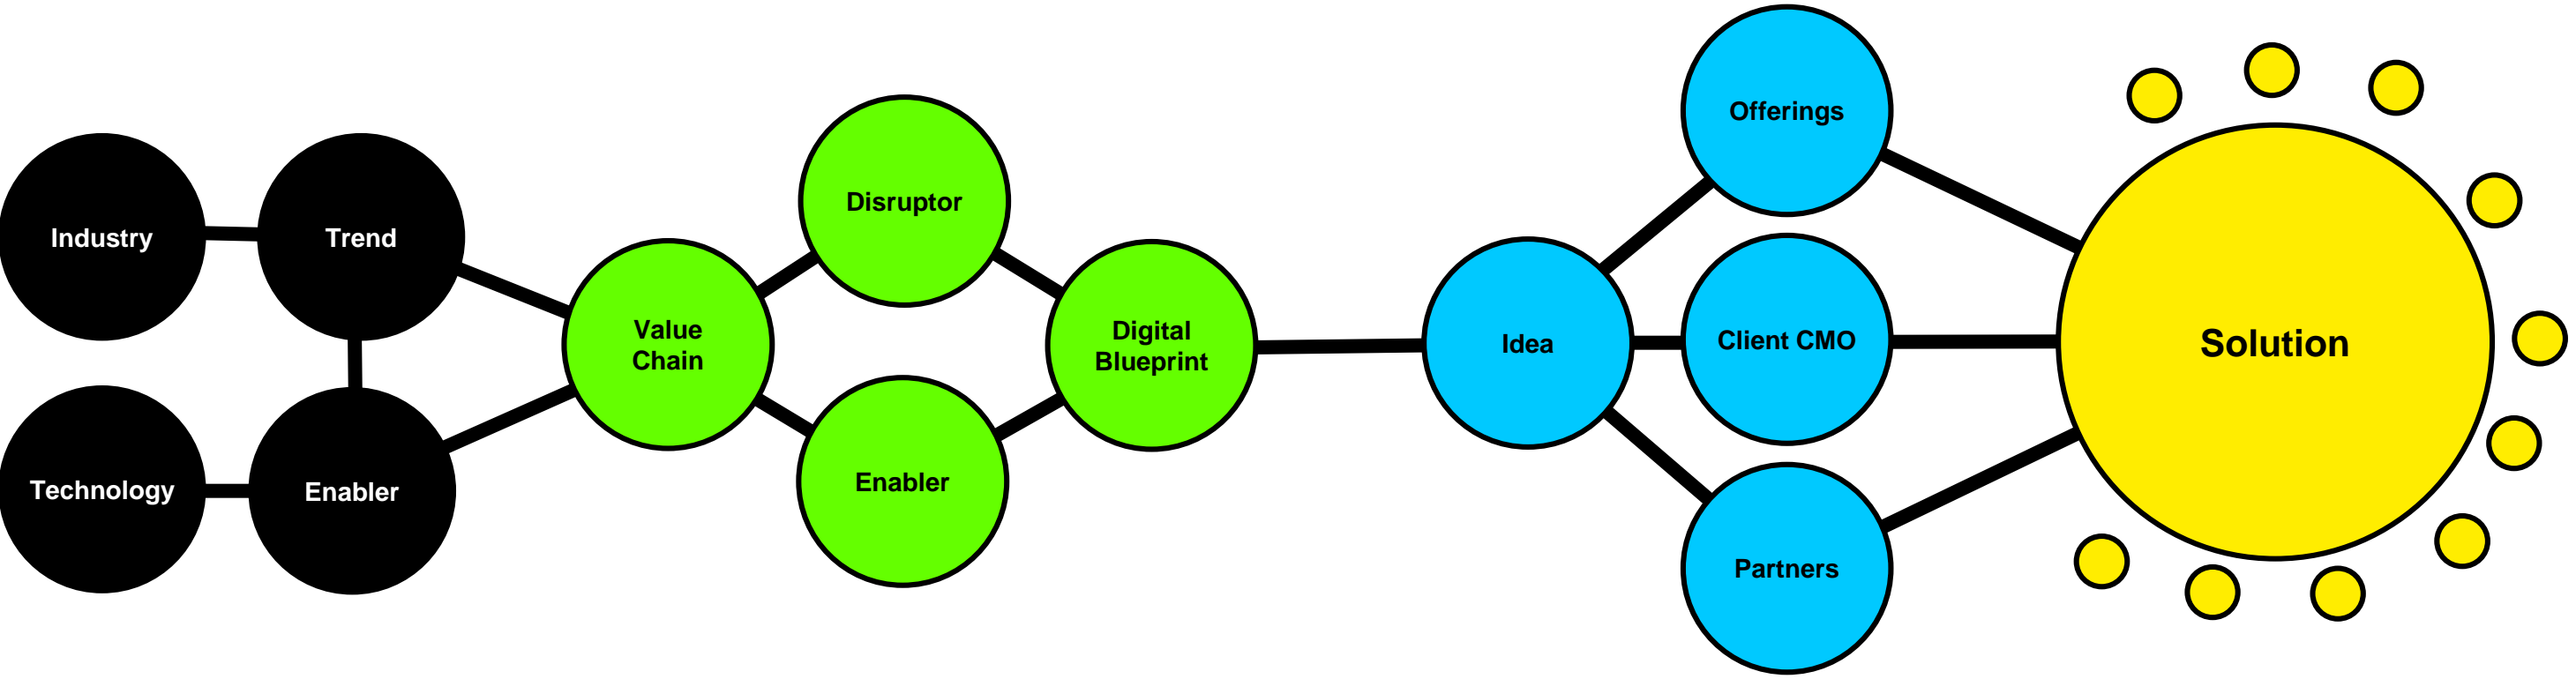 Industry
Trend
Technology
Enabler
Value
Chain
Disruptor
Enabler
Digital
Blueprint
Idea
Offerings
Client CMO
Partners
Solution